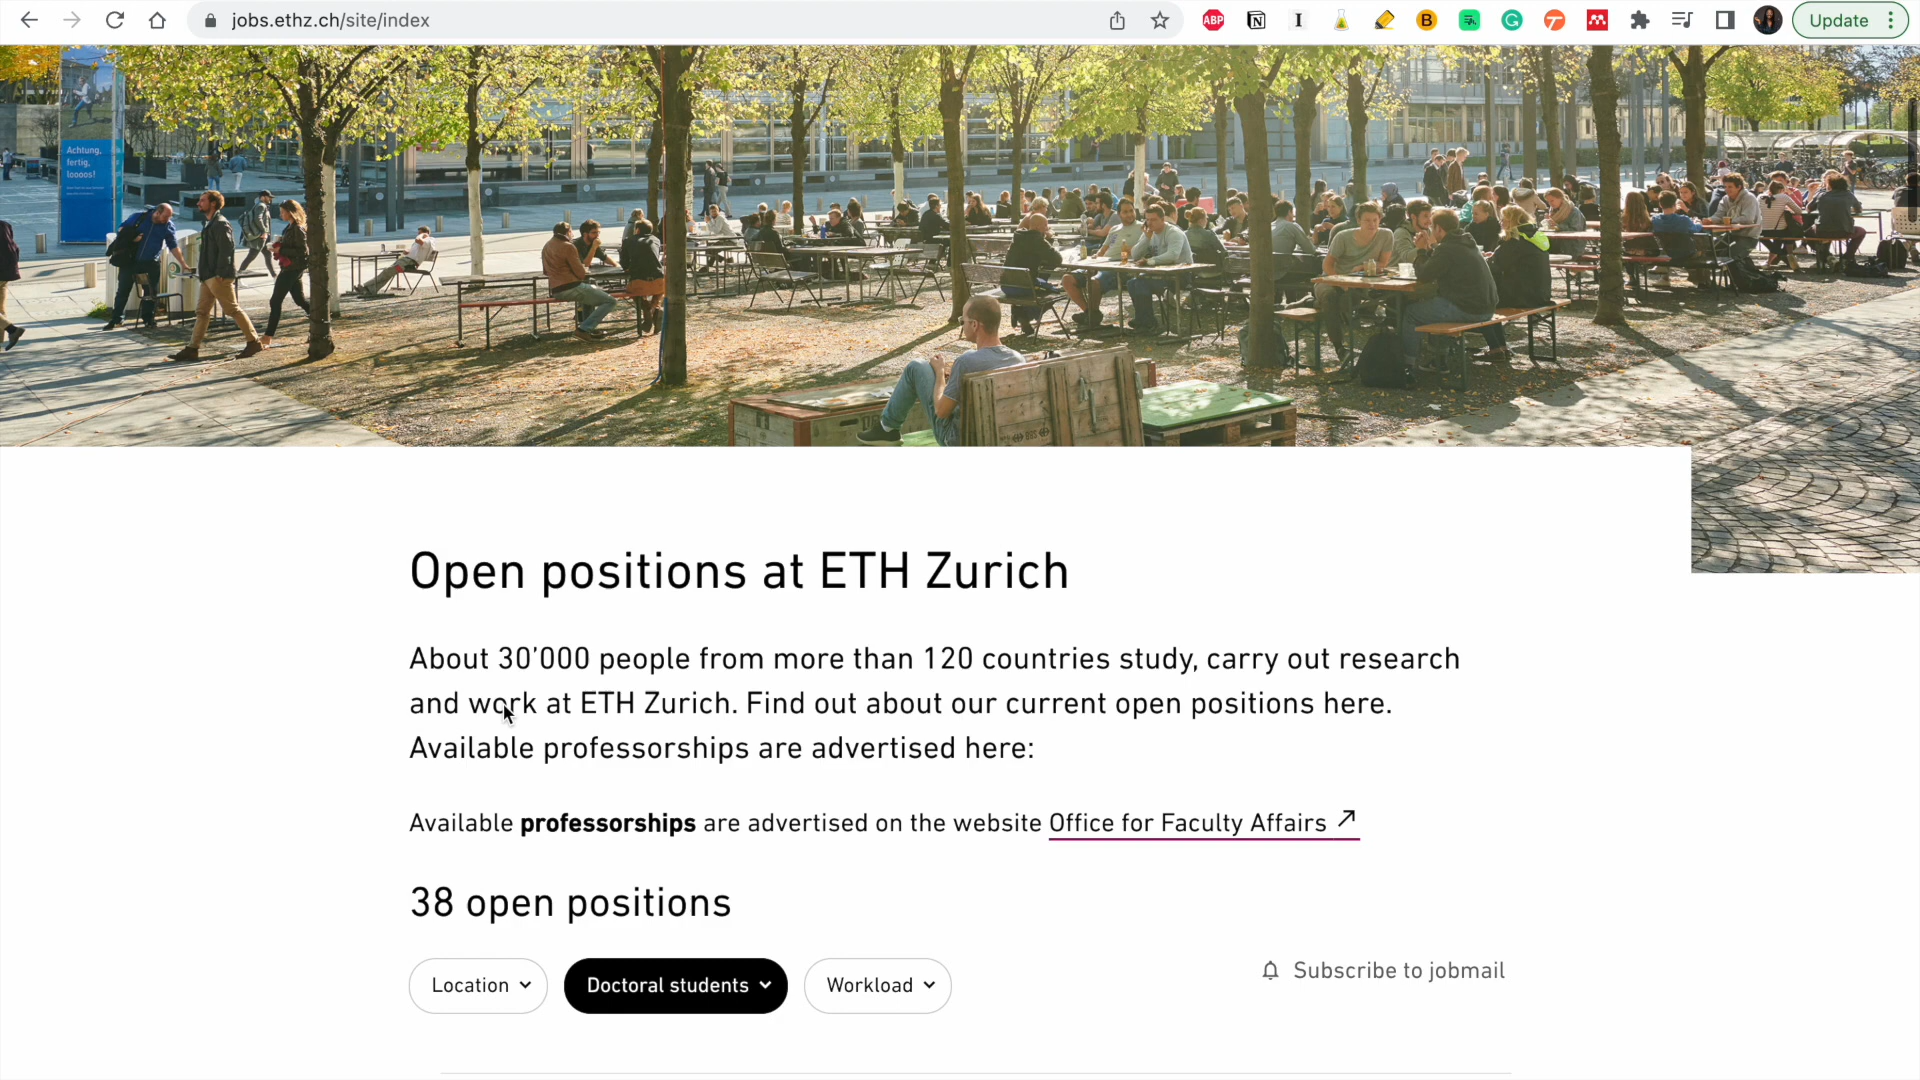 jobs.ethz.ch/site/index
ABP
N
I
B
G
T
Update
Achtung,
fertig,
loooos!
Open positions at ETH Zurich
About 30’000 people from more than 120 countries study, carry out research
and work at ETH Zurich. Find out about our current open positions here.
Available professorships are advertised here:
Available professorships are advertised on the website Office for Faculty Affairs
38 open positions
Location
Doctoral students
Workload
Subscribe to jobmail